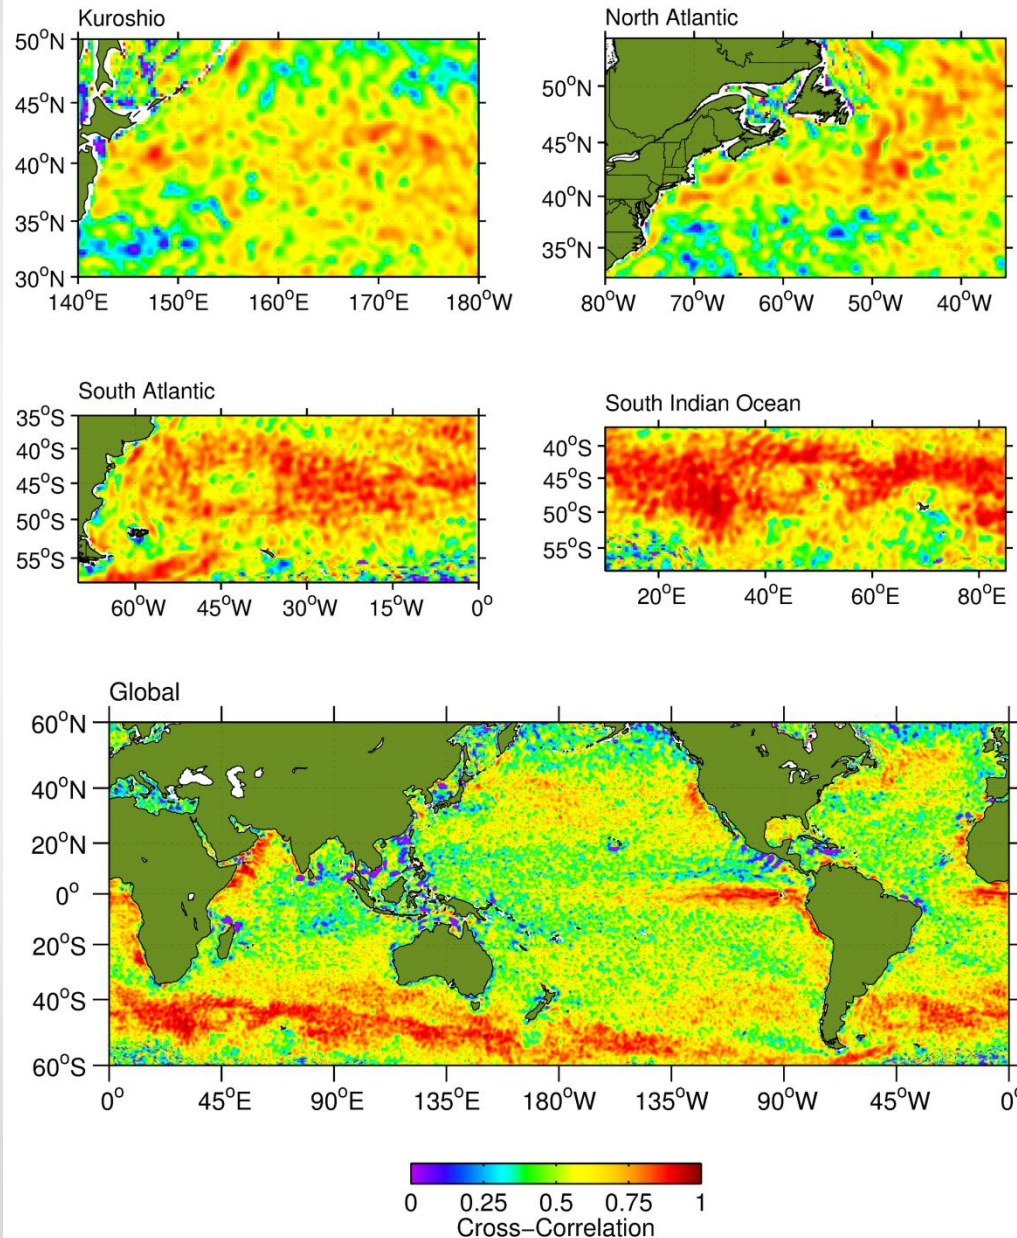 Kuroshio
50°N
45°N
40°N
35°N
30°N
140°E 150°E 160°E 170°E 180°W
North Atlantic
50°N
45°N
40°N
35°N
80°W 70°W 60°W 50°W 40°W
South Atlantic
35°S
40°S
45°S
50°S
55°S
60°W 45°W 30°W 15°W 0°
South Indian Ocean
40°S
45°S
50°S
55°S
20°E 40°E 60°E 80°E
Global
60°N
40°N
20°N
0°
20°S
40°S
60°S
0° 45°E 90°E 135°E 180°W 135°W 90°W 45°W 0°
0 0.25 0.5 0.75 1
Cross−Correlation